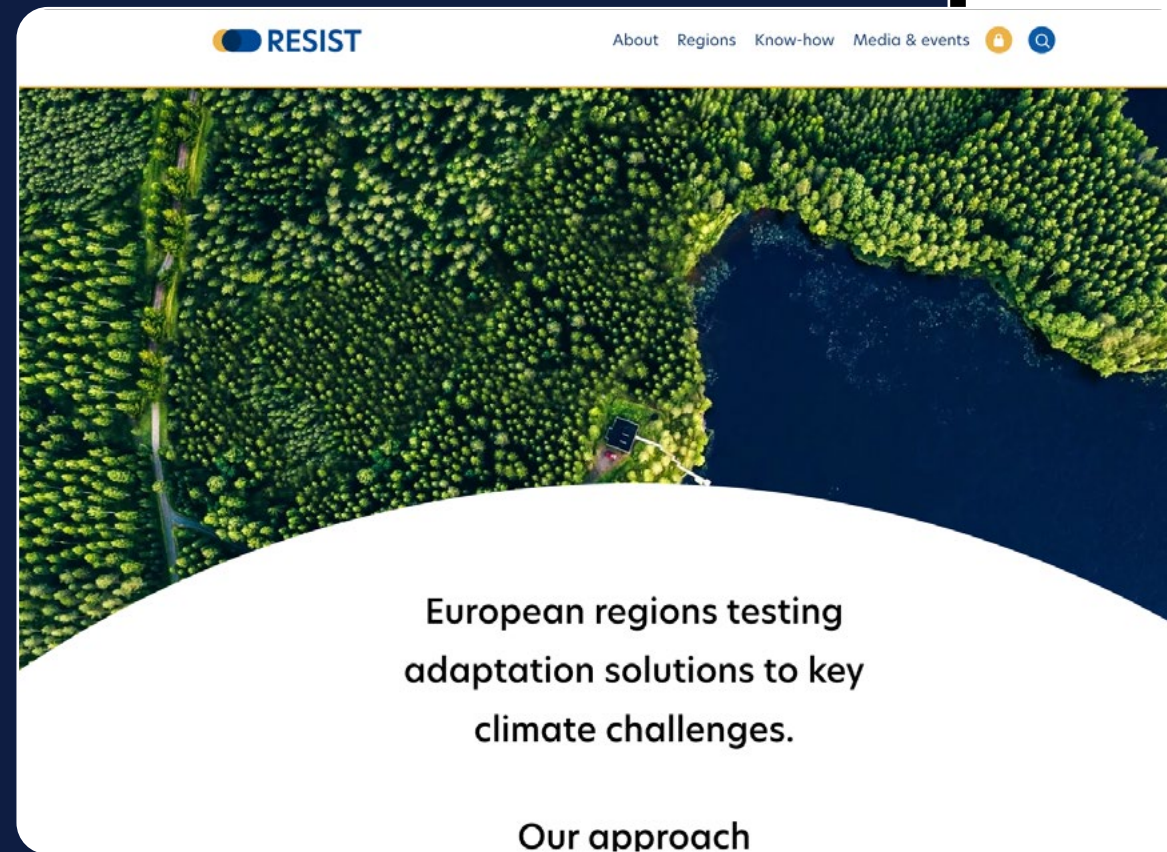 RESIST
About Regions Know-how Media & events
European regions testing
adaptation solutions to key
climate challenges.
Our approach